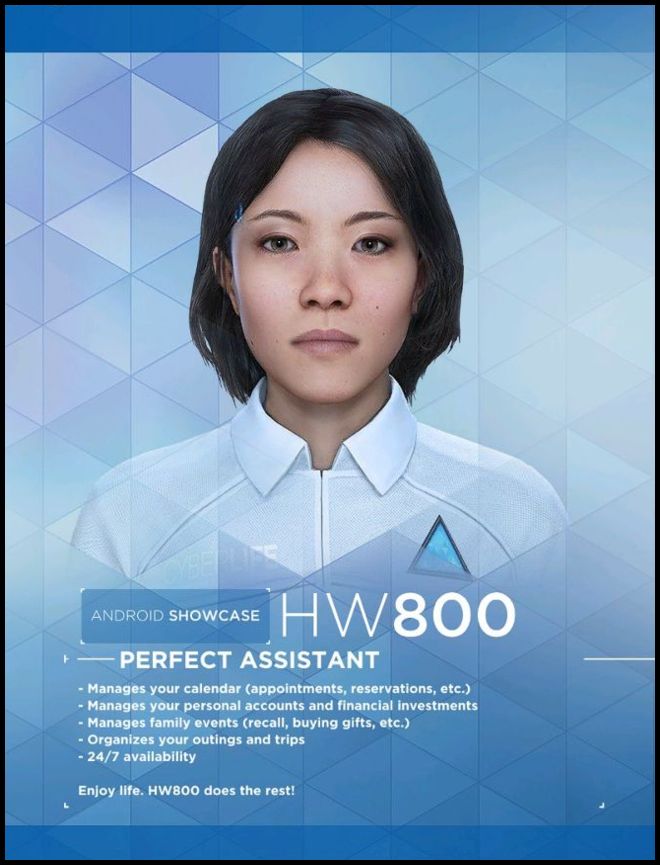 CYBERLIFE
ANDROID SHOWCASE HW800
PERFECT ASSISTANT
- Manages your calendar (appointments, reservations, etc.)
- Manages your personal accounts and financial investments
- Manages family events (recall, buying gifts, etc.)
- Organizes your outings and trips
- 24/7 availability
Enjoy life. HW800 does the rest!